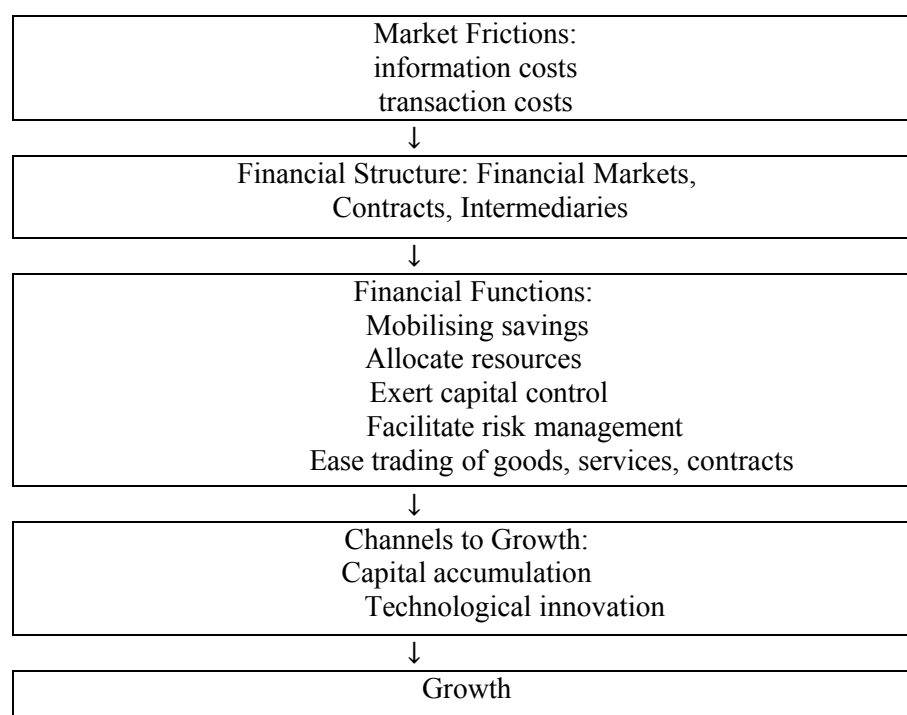 Market Frictions:
information costs
transaction costs
↓
Financial Structure: Financial Markets,
Contracts, Intermediaries
↓
Financial Functions:
Mobilising savings
Allocate resources
Exert capital control
Facilitate risk management
Ease trading of goods, services, contracts
↓
Channels to Growth:
Capital accumulation
Technological innovation
↓
Growth